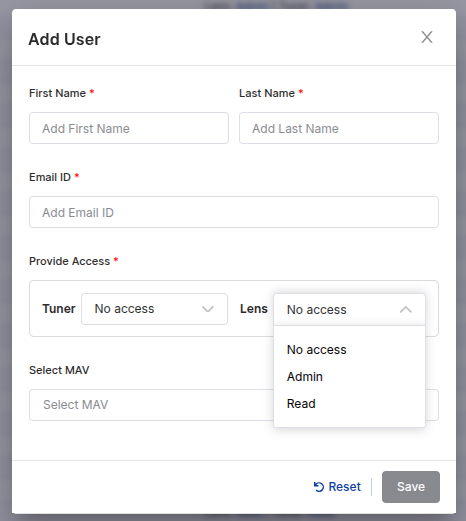 Add User
First Name *
Last Name *
Add First Name
Add Last Name
Email ID *
Add Email ID
Provide Access *
Tuner No access Lens No access
No access
Admin
Read
Select MAV
Select MAV
Reset
Save